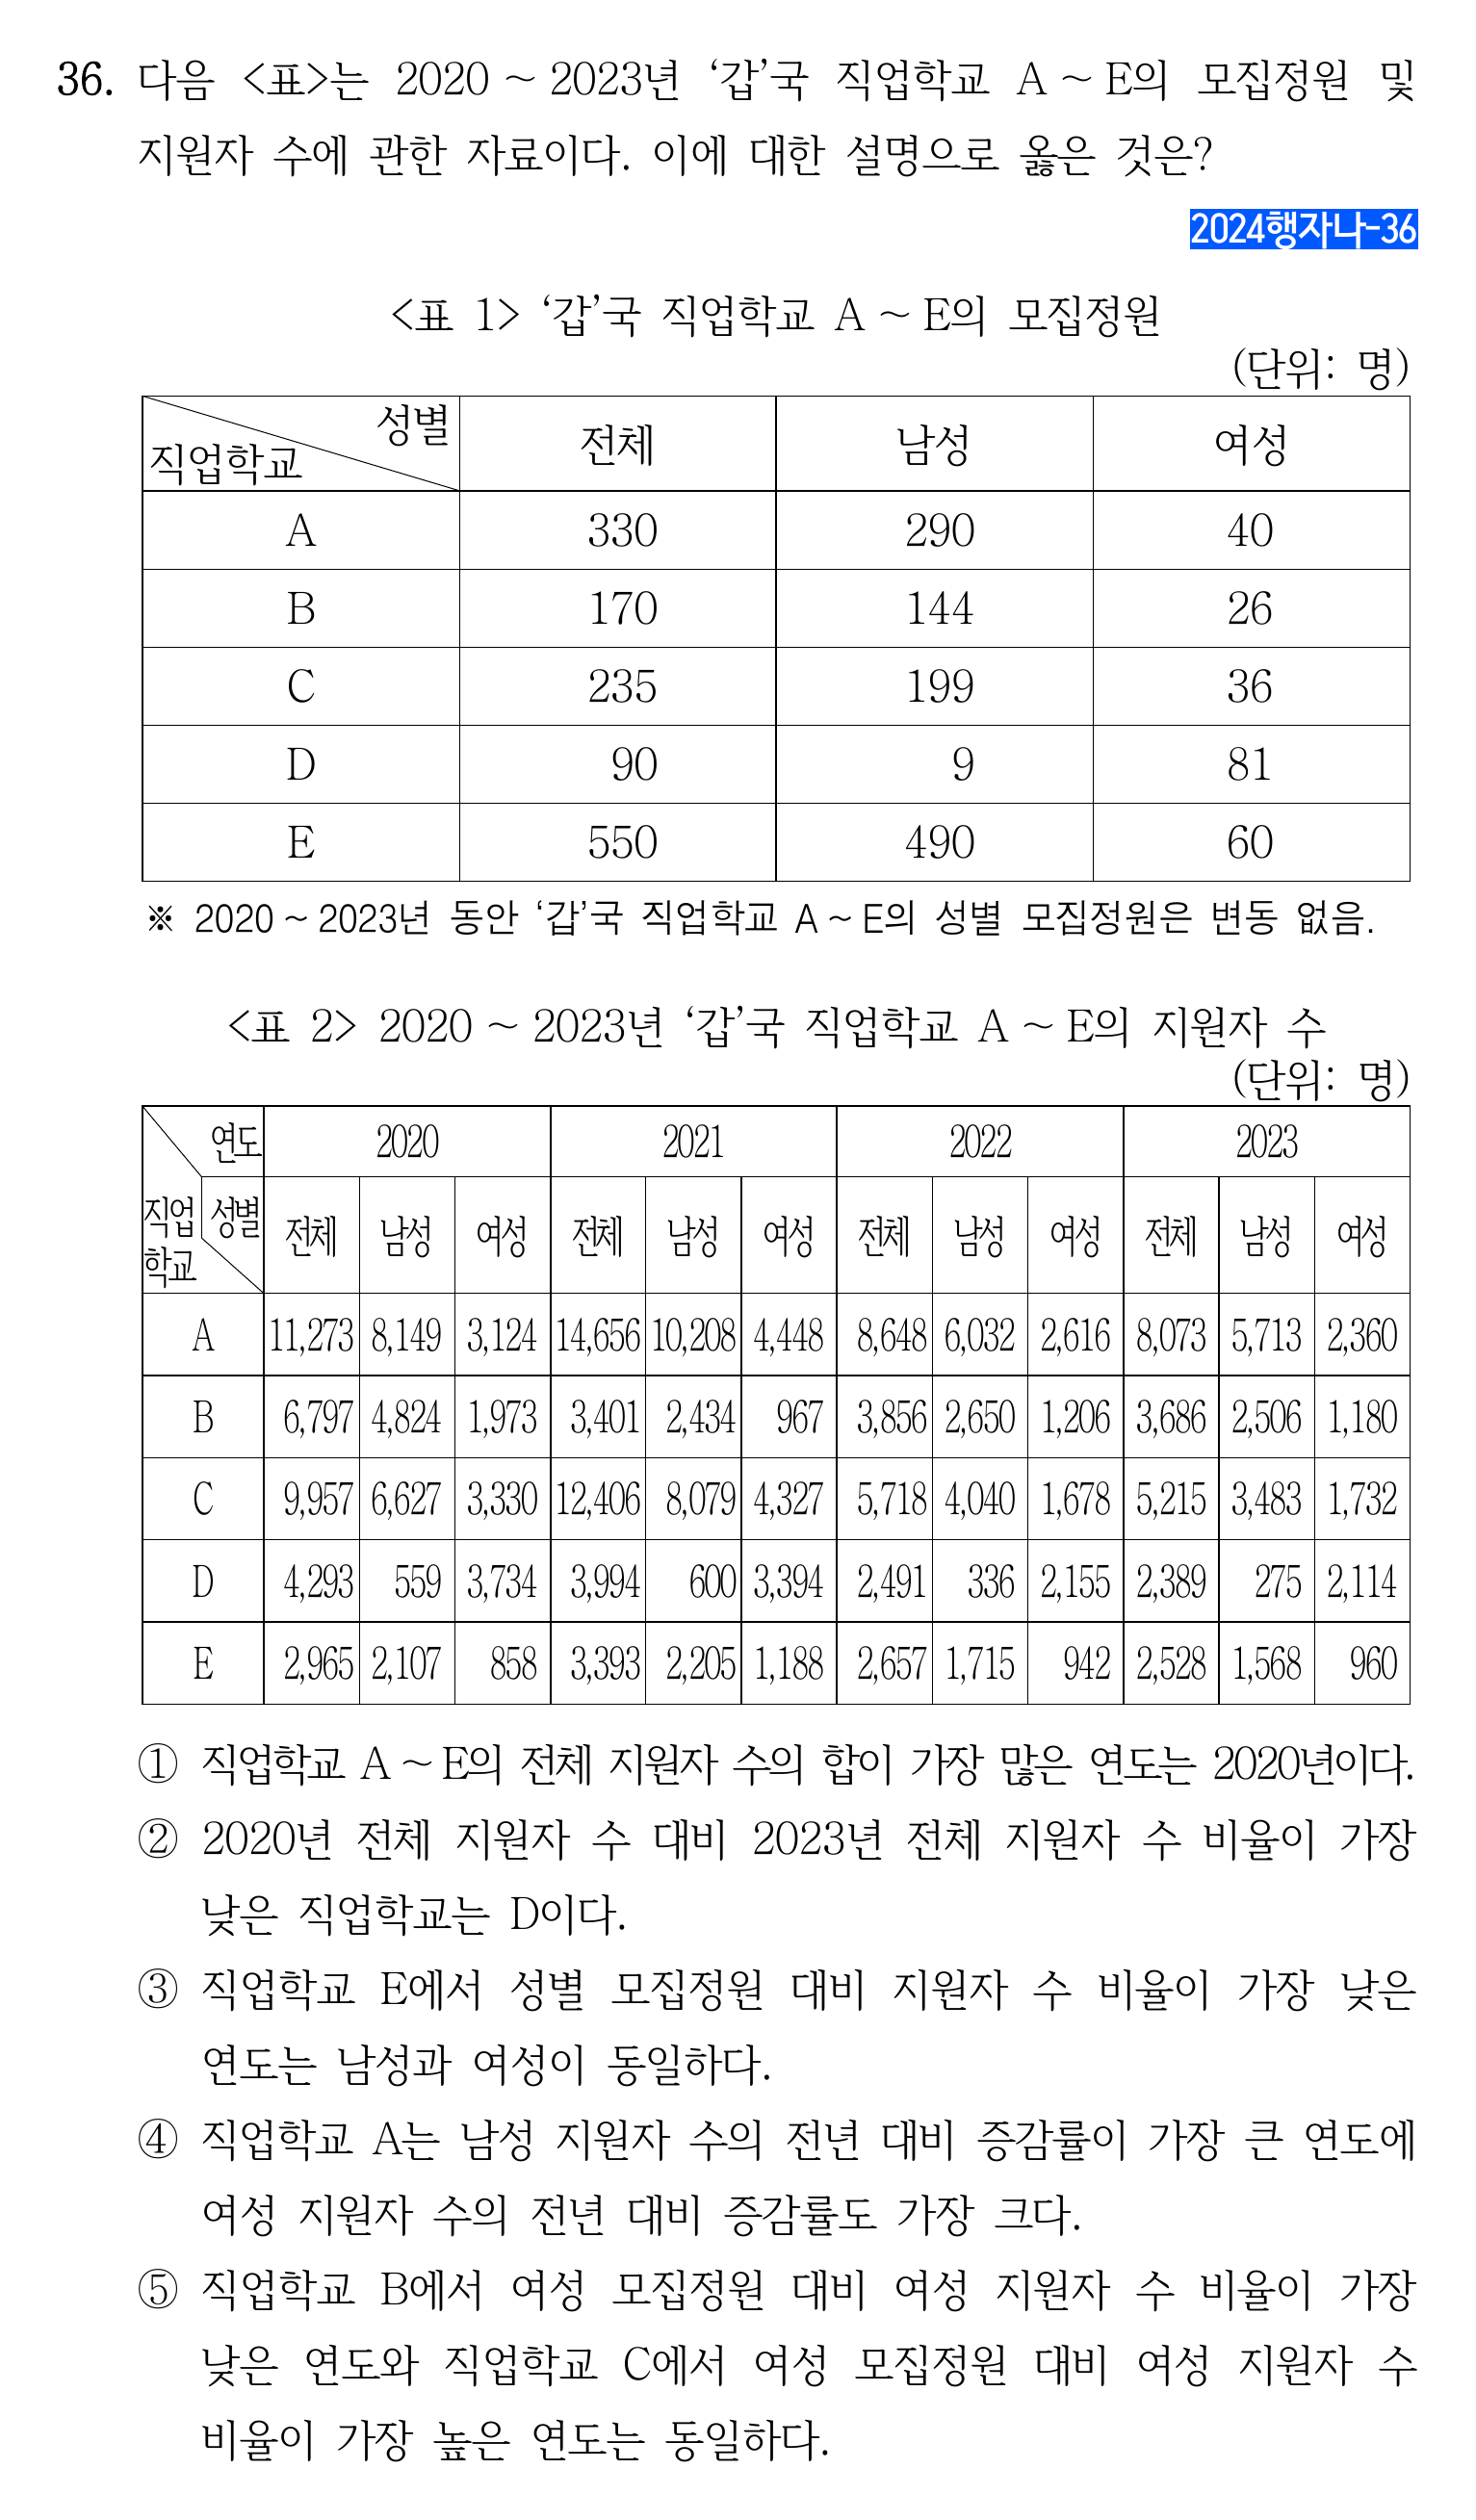 36. 다음 <표>는 2020 ~ 2023년 ‘갑’국 직업학교 A ~ E의 모집정원 및
지원자 수에 관한 자료이다. 이에 대한 설명으로 옳은 것은?
2024행자나-36
<표 1> ‘갑’국 직업학교 A ~ E의 모집정원
(단위: 명)
직업학교 성별 전체 남성 여성
A 330 290 40
B 170 144 26
C 235 199 36
D 90 9 81
E 550 490 60
※ 2020 ~ 2023년 동안 ‘갑’국 직업학교 A ~ E의 성별 모집정원은 변동 없음.
<표 2> 2020 ~ 2023년 ‘갑’국 직업학교 A ~ E의 지원자 수
(단위: 명)
연도 2020 2021 2022 2023
직업학교 성별 전체 남성 여성 전체 남성 여성 전체 남성 여성 전체 남성 여성
A 11,273 8,149 3,124 14,656 10,208 4,448 8,648 6,032 2,616 8,073 5,713 2,360
B 6,797 4,824 1,973 3,401 2,434 967 3,856 2,650 1,206 3,686 2,506 1,180
C 9,957 6,627 3,330 12,406 8,079 4,327 5,718 4,040 1,678 5,215 3,483 1,732
D 4,293 559 3,734 3,994 600 3,394 2,491 336 2,155 2,389 275 2,114
E 2,965 2,107 858 3,393 2,205 1,188 2,657 1,715 942 2,528 1,568 960
① 직업학교 A ~ E의 전체 지원자 수의 합이 가장 많은 연도는 2020년이다.
② 2020년 전체 지원자 수 대비 2023년 전체 지원자 수 비율이 가장
낮은 직업학교는 D이다.
③ 직업학교 E에서 성별 모집정원 대비 지원자 수 비율이 가장 낮은
연도는 남성과 여성이 동일하다.
④ 직업학교 A는 남성 지원자 수의 전년 대비 증감률이 가장 큰 연도에
여성 지원자 수의 전년 대비 증감률도 가장 크다.
⑤ 직업학교 B에서 여성 모집정원 대비 여성 지원자 수 비율이 가장
낮은 연도와 직업학교 C에서 여성 모집정원 대비 여성 지원자 수
비율이 가장 높은 연도는 동일하다.